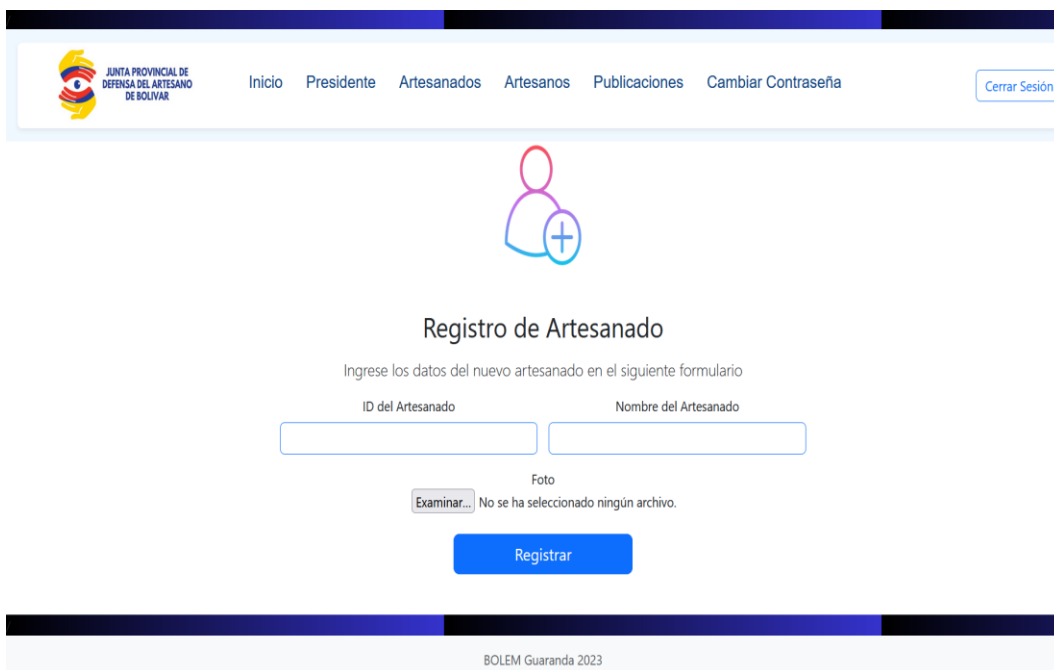 JUNTA PROVINCIAL DE
DEFENSA DEL ARTESANO
DE BOLIVAR
Inicio Presidente Artesanados Artesanos Publicaciones Cambiar Contraseña
Cerrar Sesión
Registro de Artesanado
Ingrese los datos del nuevo artesanado en el siguiente formulario
ID del Artesanado Nombre del Artesanado
Foto
Examinar... No se ha seleccionado ningún archivo.
Registrar
BOLEM Guaranda 2023